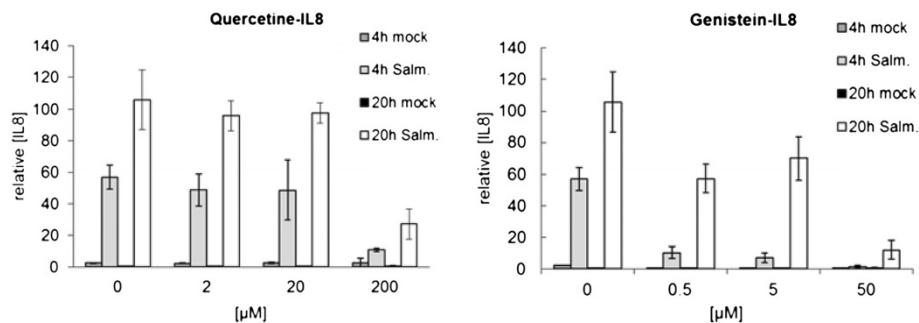 Quercetine-IL8
relative [IL8]
140
120
100
80
60
40
20
0
0 2 20 200
[µM]
4h mock
4h Salm.
20h mock
20h Salm.
Genistein-IL8
relative [IL8]
140
120
100
80
60
40
20
0
0 0.5 5 50
[µM]
4h mock
4h Salm.
20h mock
20h Salm.